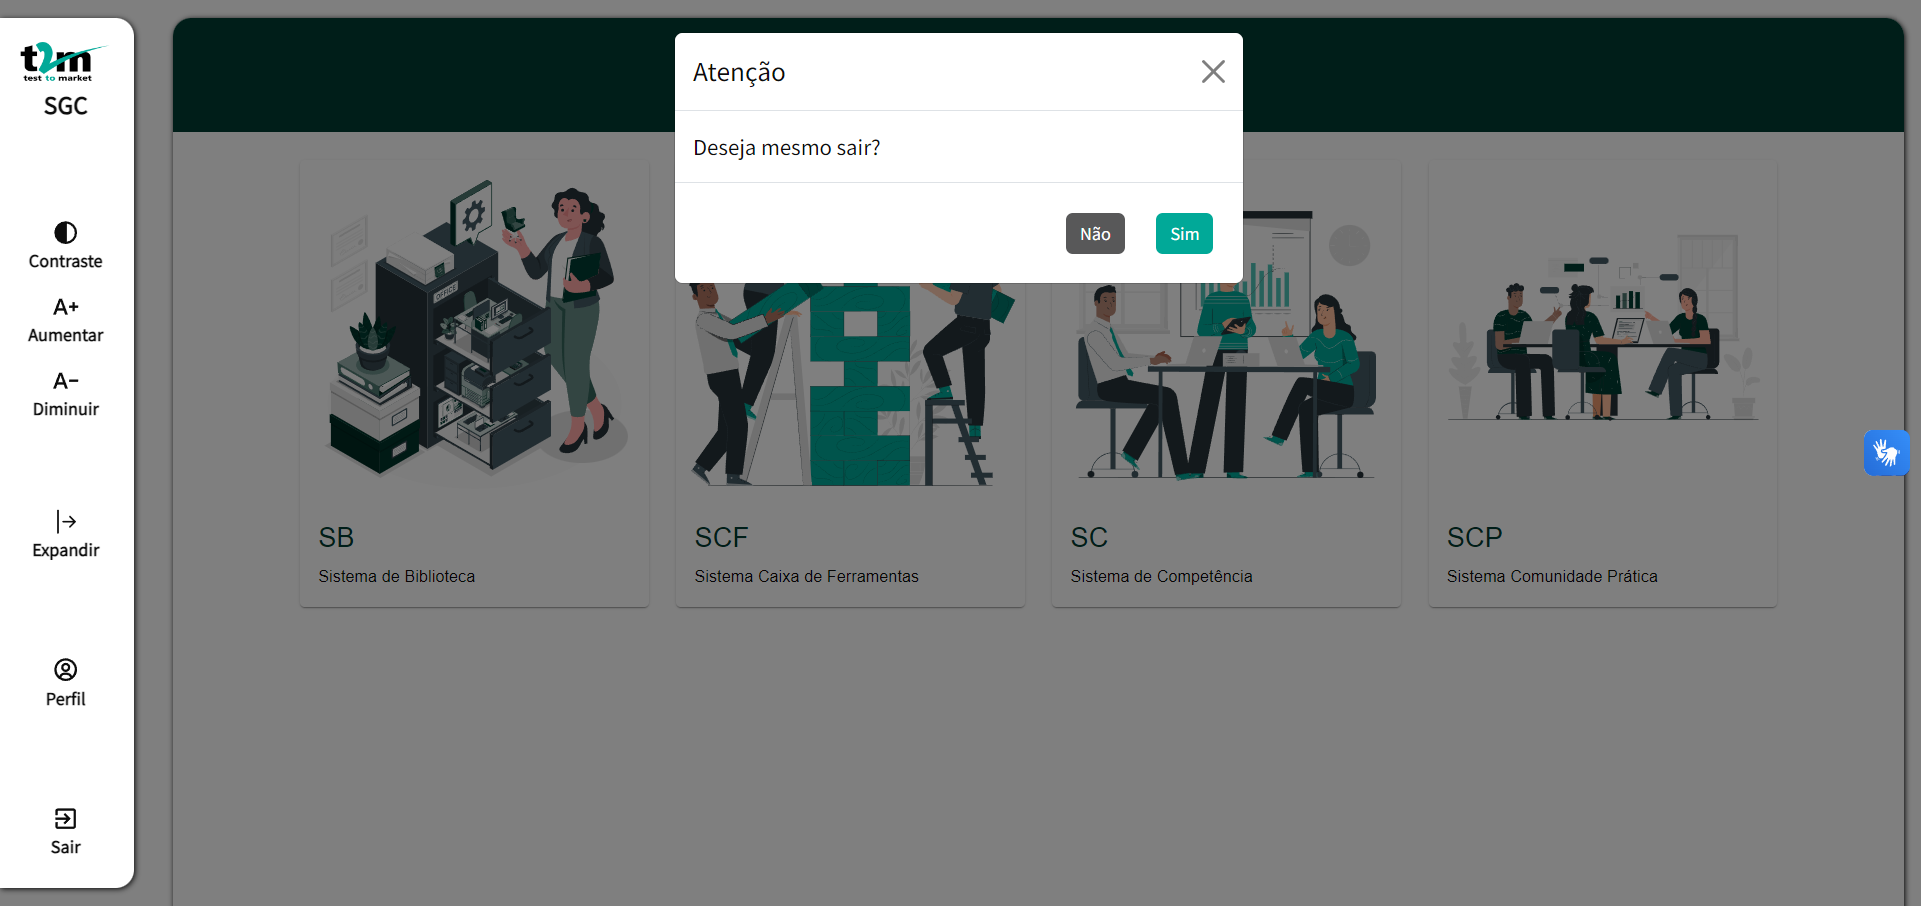 t2m
test to market
SGC
Contraste
A+
Aumentar
A-
Diminuir
Expandir
Perfil
Sair
Atenção
Deseja mesmo sair?
Não
Sim
OFFICE
SB
Sistema de Biblioteca
SCF
Sistema Caixa de Ferramentas
SC
Sistema de Competência
SCP
Sistema Comunidade Prática